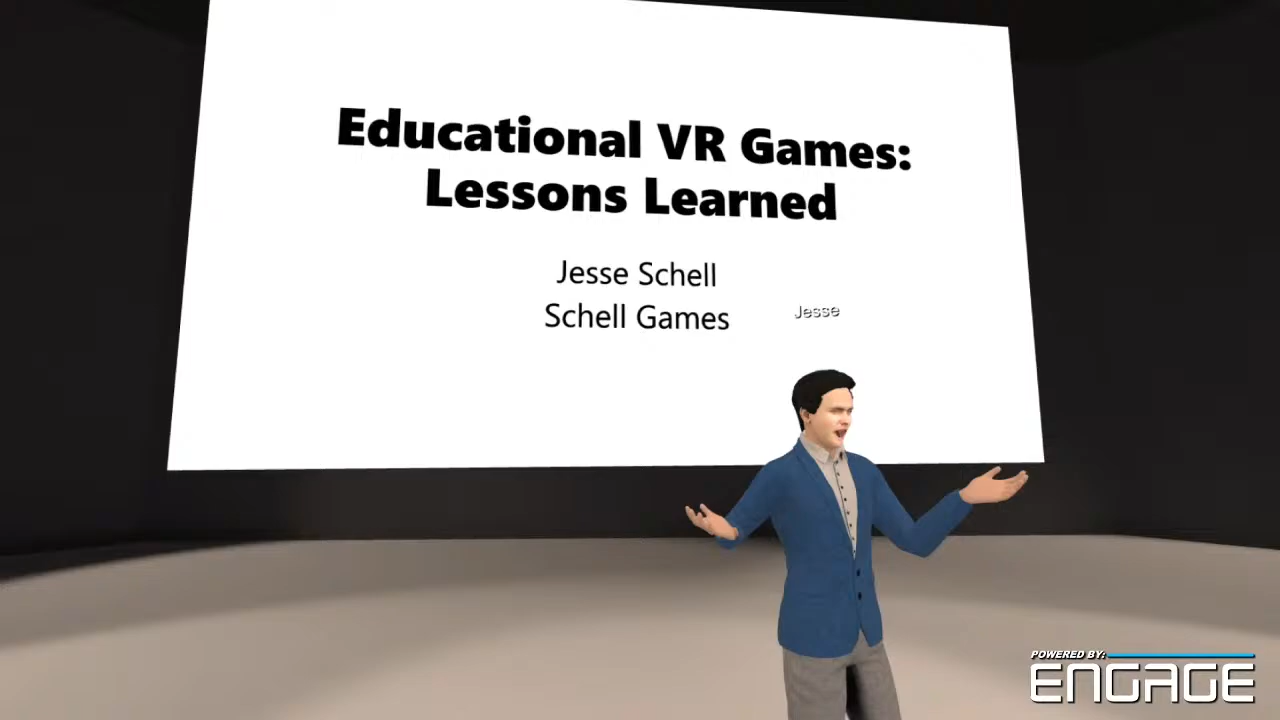 Educational VR Games:
Lessons Learned
Jesse Schell
Schell Games
Jesse
POWERED BY:
ENGAGE